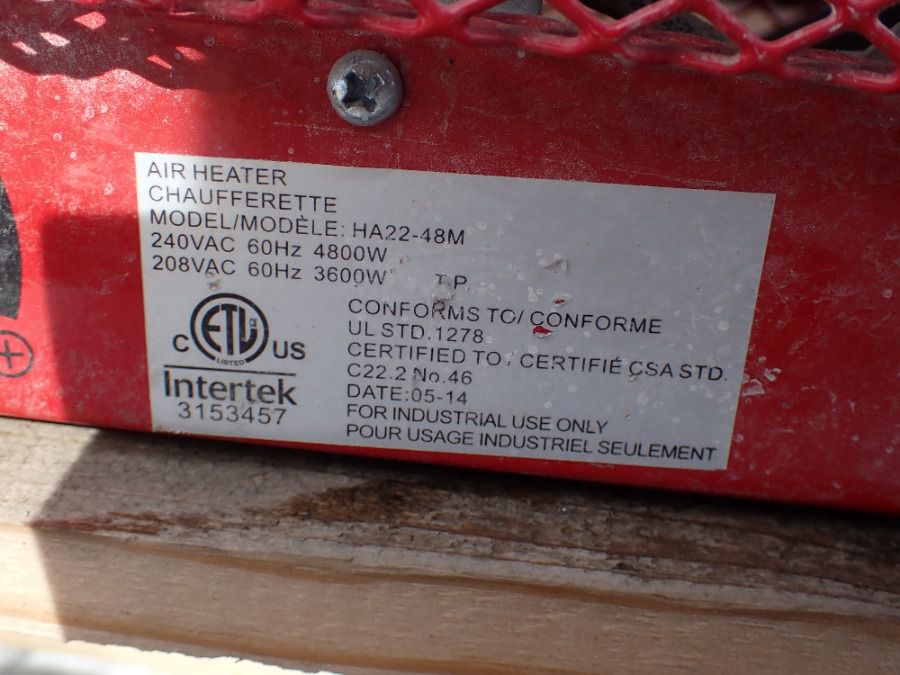 AIR HEATER
CHAUFFERETTE
MODEL/MODÈLE: HA22-48M
240VAC 60Hz 4800W
208VAC 60Hz 3600W T.P.
CONFORMS TO/ CONFORME
UL STD.1278
CERTIFIED TO / CERTIFIÉ CSA STD.
C22.2 No.46
DATE:05-14
FOR INDUSTRIAL USE ONLY
POUR USAGE INDUSTRIEL SEULEMENT
C ETL US
LISTED
Intertek
3153457